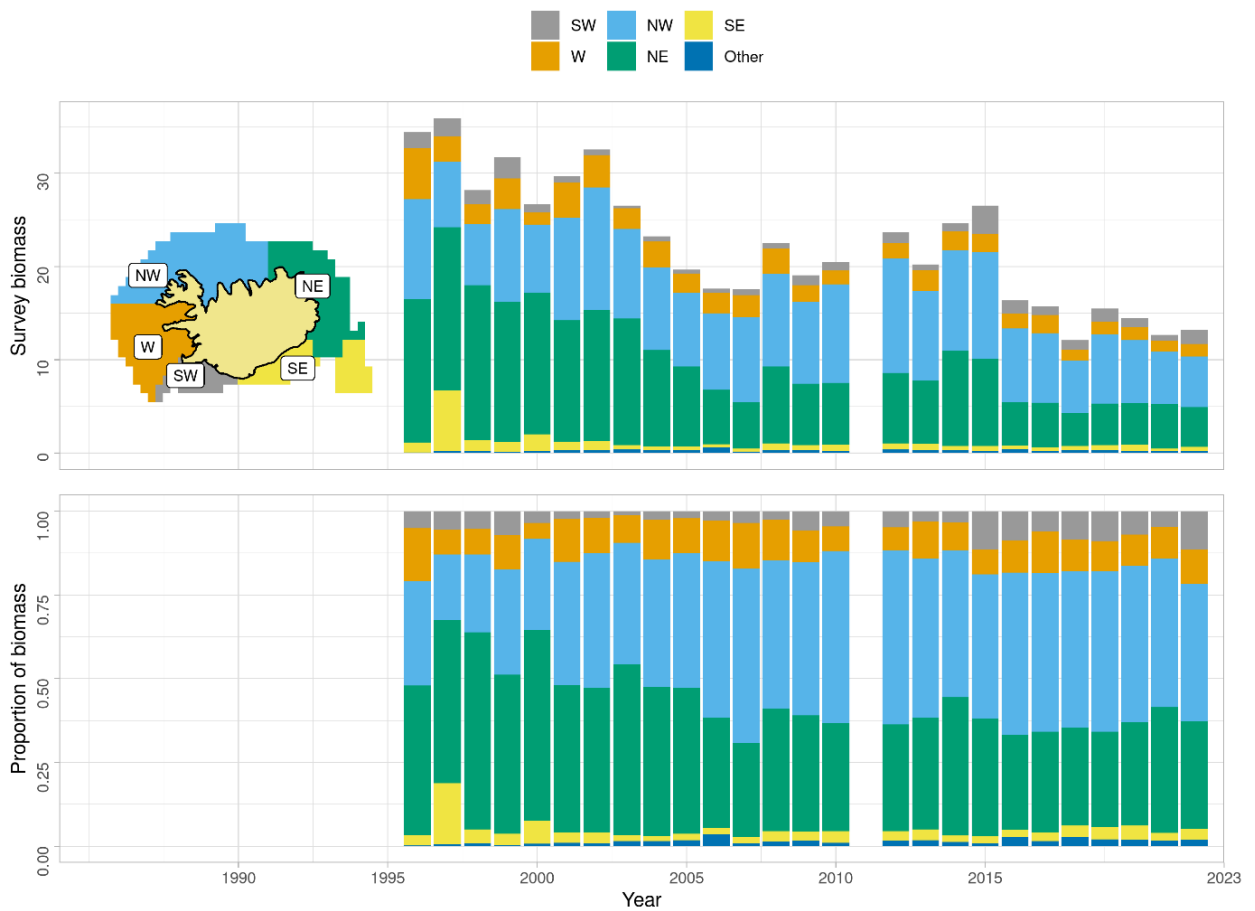 SW NW SE
W NE Other
Survey biomass
30
20
10
0
NW
NE
W
SW
SE
Proportion of biomass
1.00
0.75
0.50
0.25
0.00
1990 1995 2000 2005 2010 2015 2023
Year